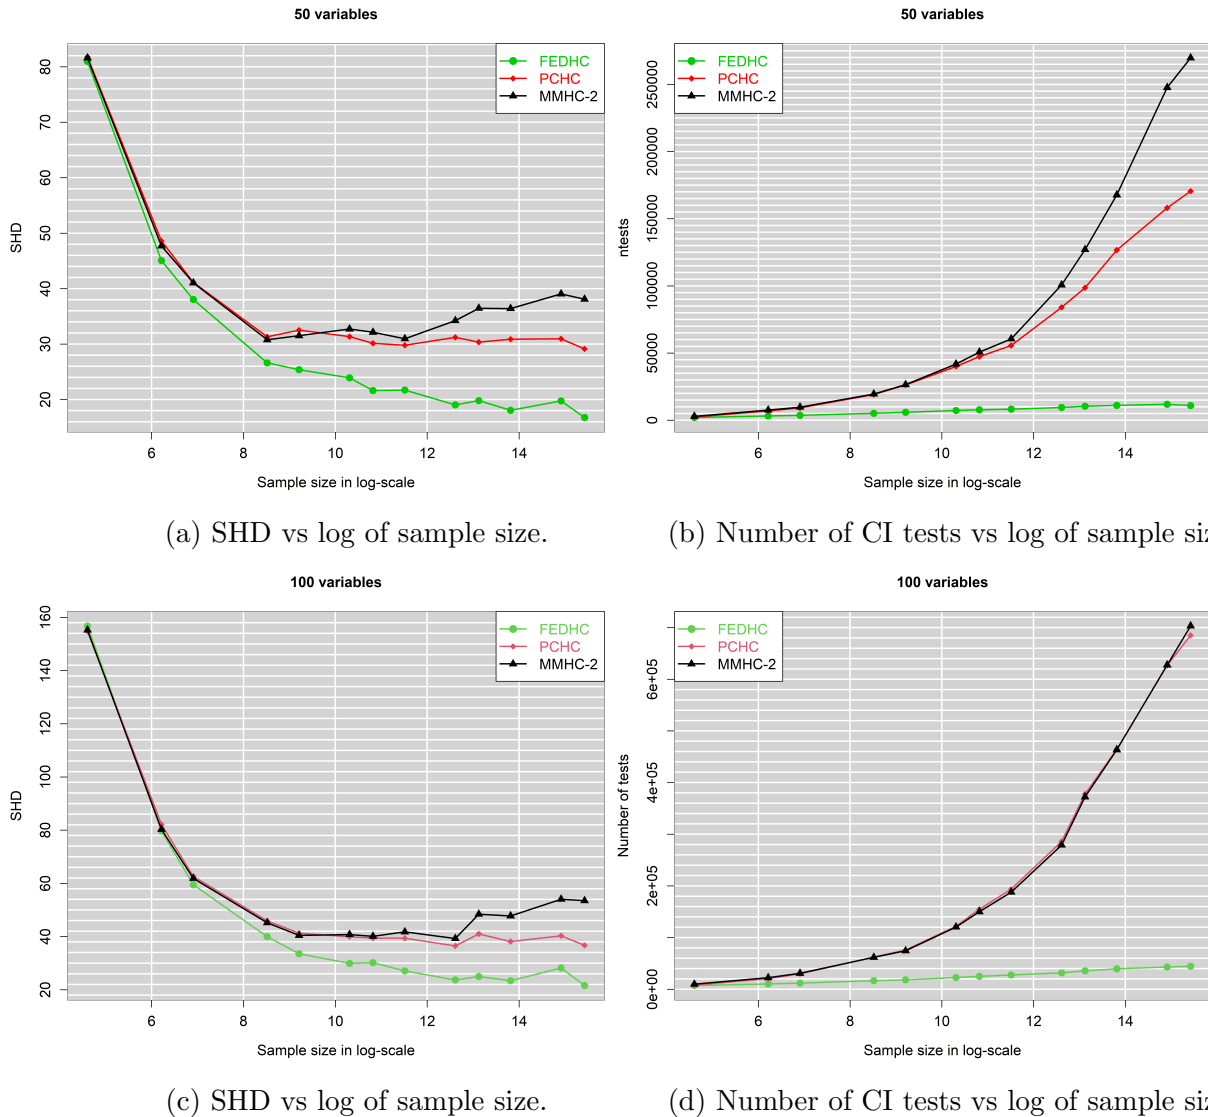 50 variables
80
70
60
50
40
30
20
SHD
FEDHC
PCHC
MMHC-2
6 8 10 12 14
Sample size in log-scale
(a) SHD vs log of sample size.
50 variables
250000
200000
150000
100000
50000
0
ntests
FEDHC
PCHC
MMHC-2
6 8 10 12 14
Sample size in log-scale
(b) Number of CI tests vs log of sample siz
100 variables
160
140
120
100
80
60
40
20
SHD
FEDHC
PCHC
MMHC-2
6 8 10 12 14
Sample size in log-scale
(c) SHD vs log of sample size.
100 variables
6e+05
4e+05
2e+05
0e+00
Number of tests
FEDHC
PCHC
MMHC-2
6 8 10 12 14
Sample size in log-scale
(d) Number of CI tests vs log of sample siz